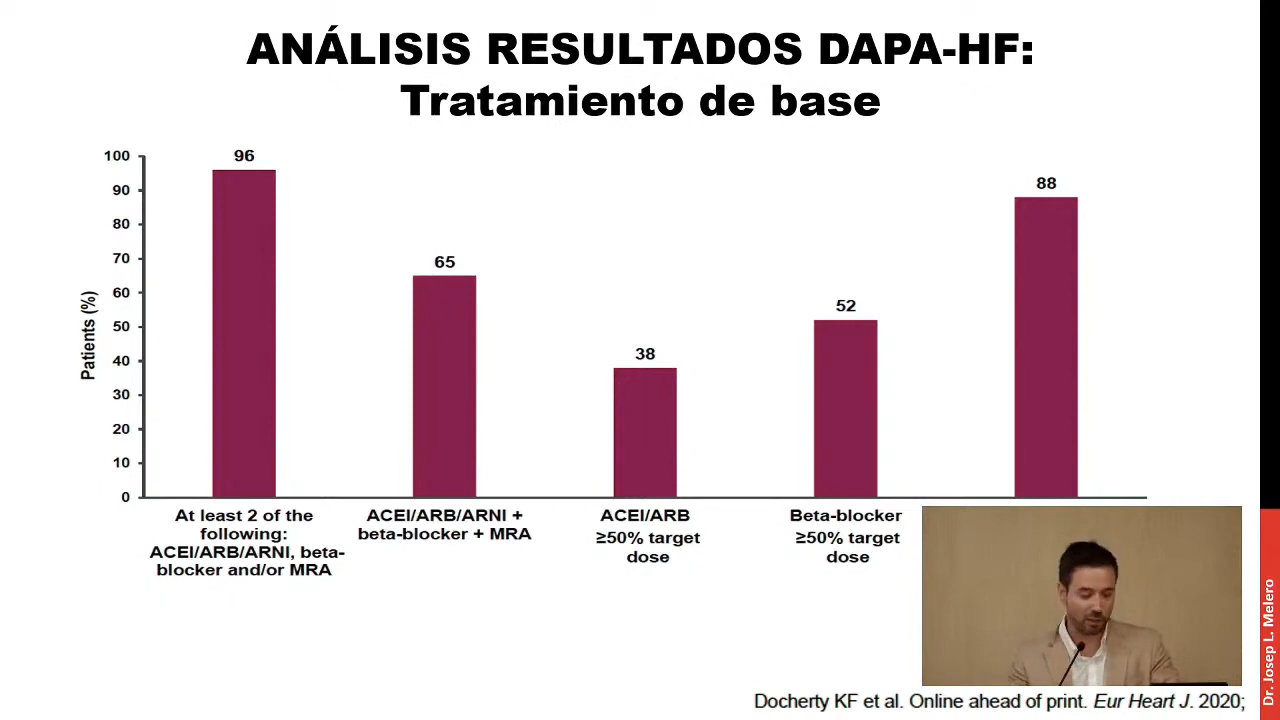 ANÁLISIS RESULTADOS DAPA-HF:
Tratamiento de base
Patients (%)
100
90
80
70
60
50
40
30
20
10
0
96
65
38
52
88
At least 2 of the
following:
ACEI/ARB/ARNI, beta-
blocker and/or MRA
ACEI/ARB/ARNI +
beta-blocker + MRA
ACEI/ARB
≥50% target
dose
Beta-blocker
≥50% target
dose
Dr. Josep L. Melero
Docherty KF et al. Online ahead of print. Eur Heart J. 2020;